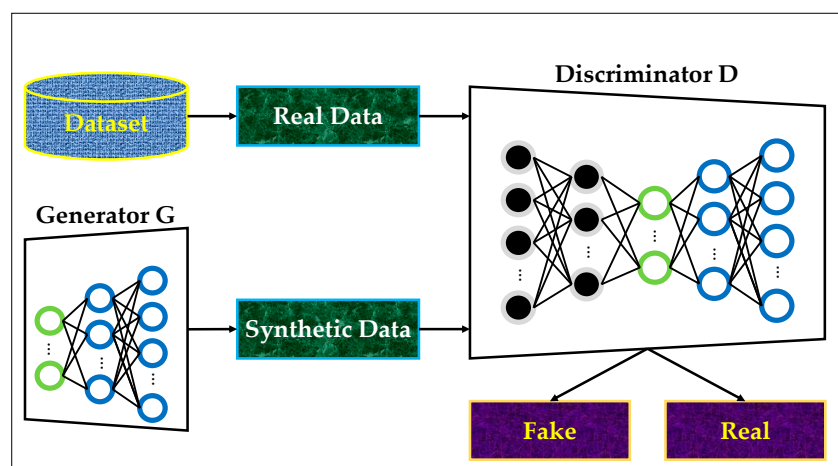 Discriminator D
Dataset
Real Data
Generator G
Synthetic Data
Fake
Real